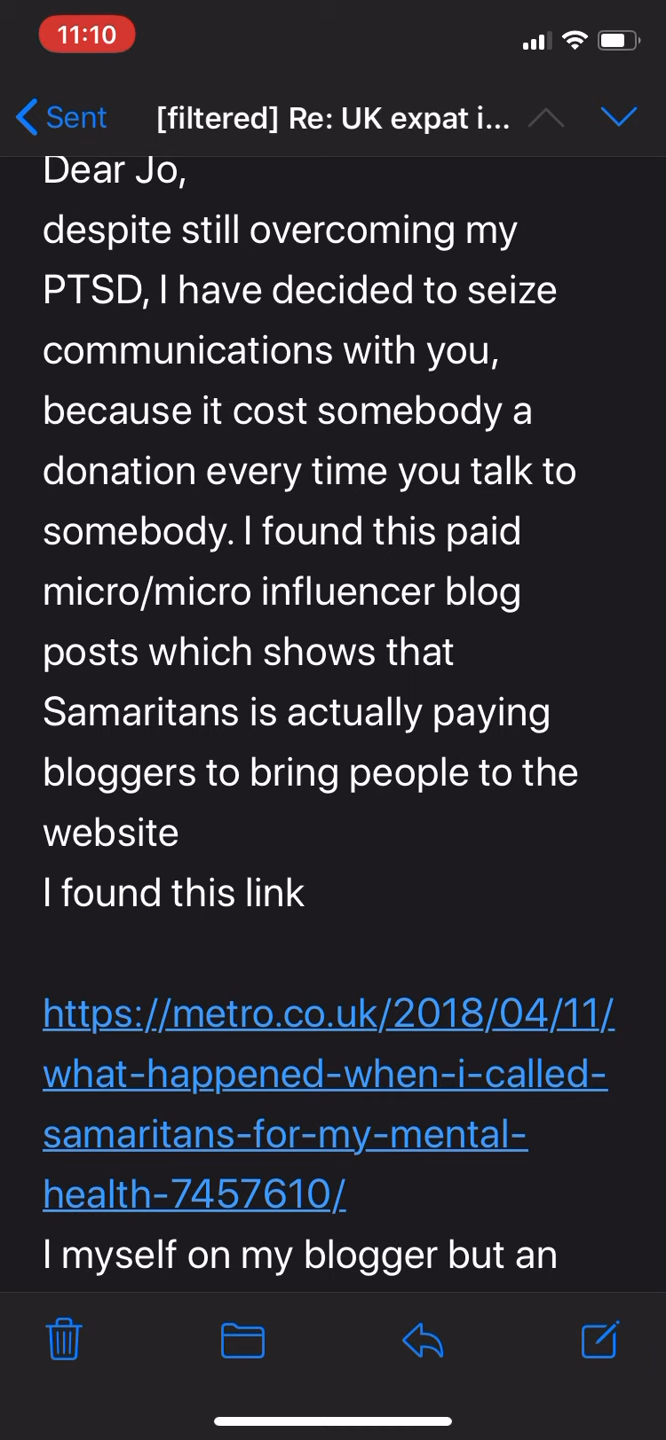 11:10
Sent
[filtered] Re: UK expat i...
Dear Jo,
despite still overcoming my
PTSD, I have decided to seize
communications with you,
because it cost somebody a
donation every time you talk to
somebody. I found this paid
micro/micro influencer blog
posts which shows that
Samaritans is actually paying
bloggers to bring people to the
website
I found this link
https://metro.co.uk/2018/04/11/
what-happened-when-i-called-
samaritans-for-my-mental-
health-7457610/
I myself on my blogger but an